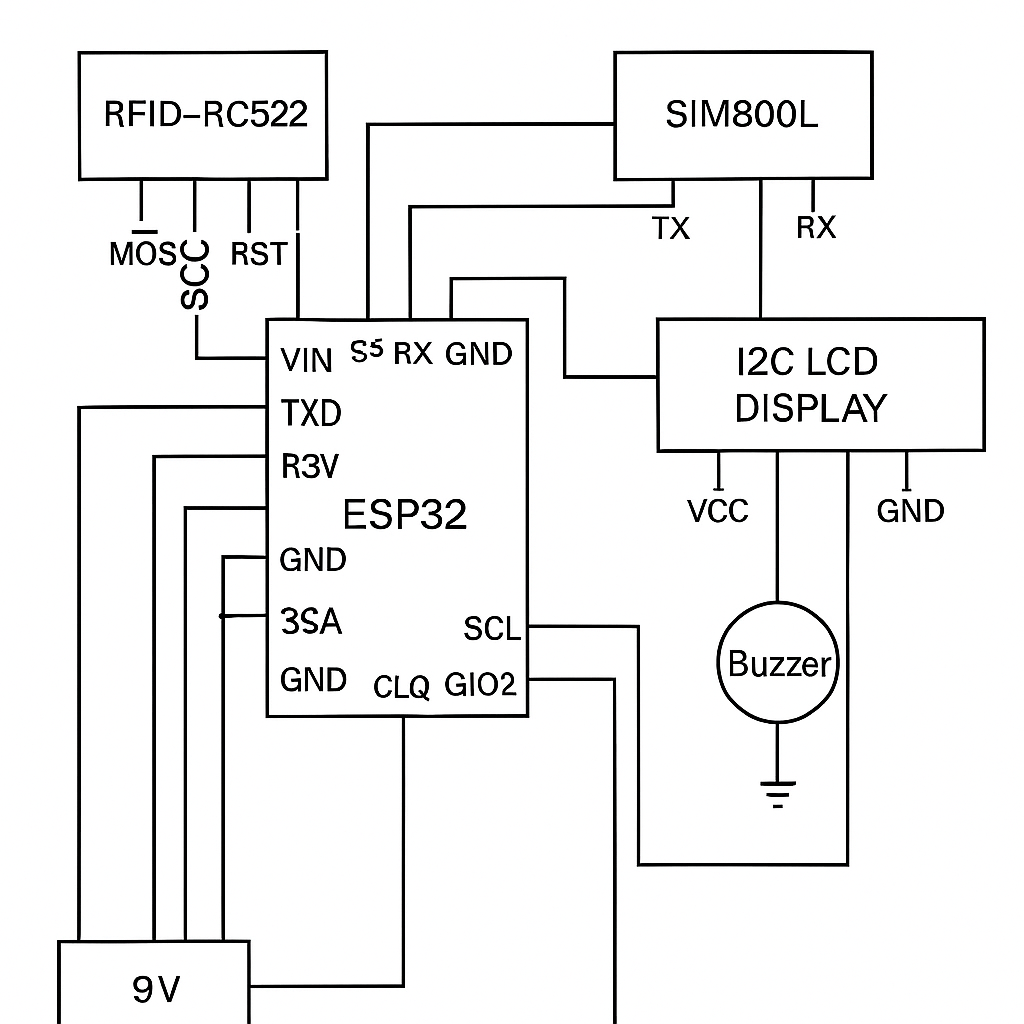 RFID-RC522
SIM800L
MOS
SCC
RST
TX
RX
VIN
S5
RX
GND
TXD
R3V
ESP32
GND
3SA
GND
CLQ
SCL
GIO2
I2C LCD
DISPLAY
VCC
GND
Buzzer
9V